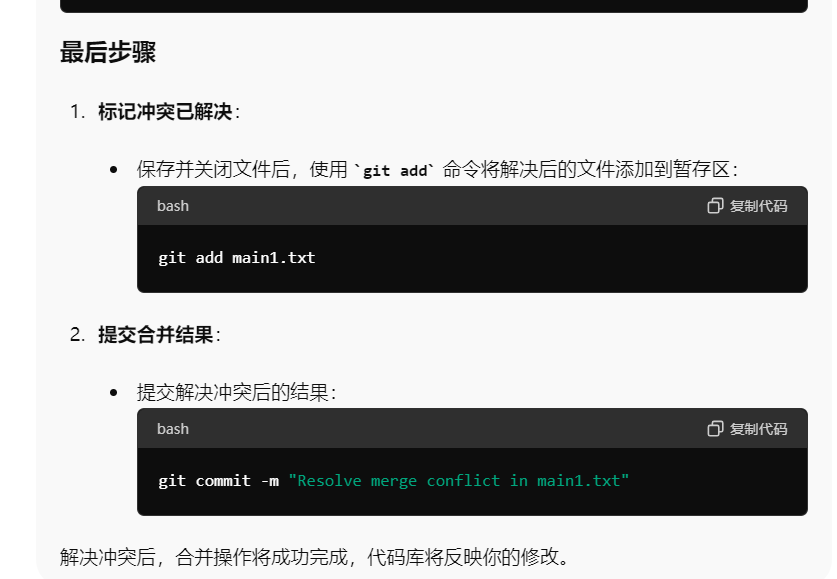 最后步骤
1. 标记冲突已解决：
• 保存并关闭文件后，使用 `git add` 命令将解决后的文件添加到暂存区：
bash 复制代码
git add main1.txt
2. 提交合并结果：
• 提交解决冲突后的结果：
bash 复制代码
git commit -m "Resolve merge conflict in main1.txt"
解决冲突后，合并操作将成功完成，代码库将反映你的修改。